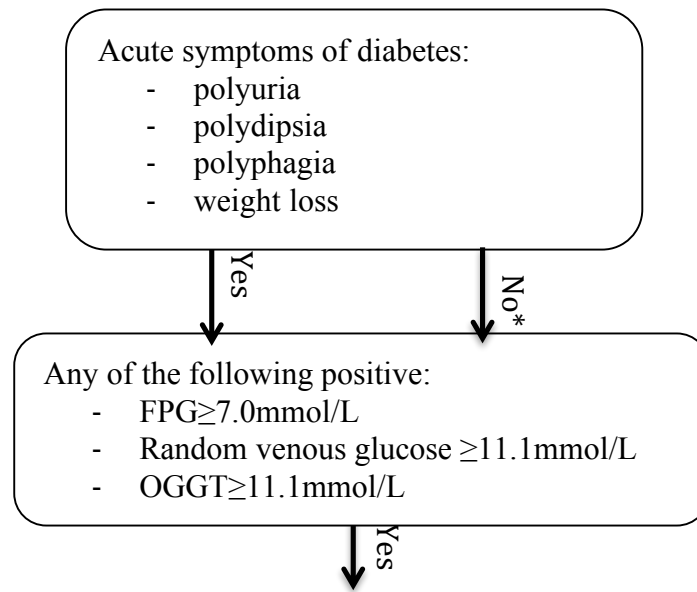 Acute symptoms of diabetes:
- polyuria
- polydipsia
- polyphagia
- weight loss
Yes
No*
Any of the following positive:
- FPG≥7.0mmol/L
- Random venous glucose ≥11.1mmol/L
- OGGT≥11.1mmol/L
Yes